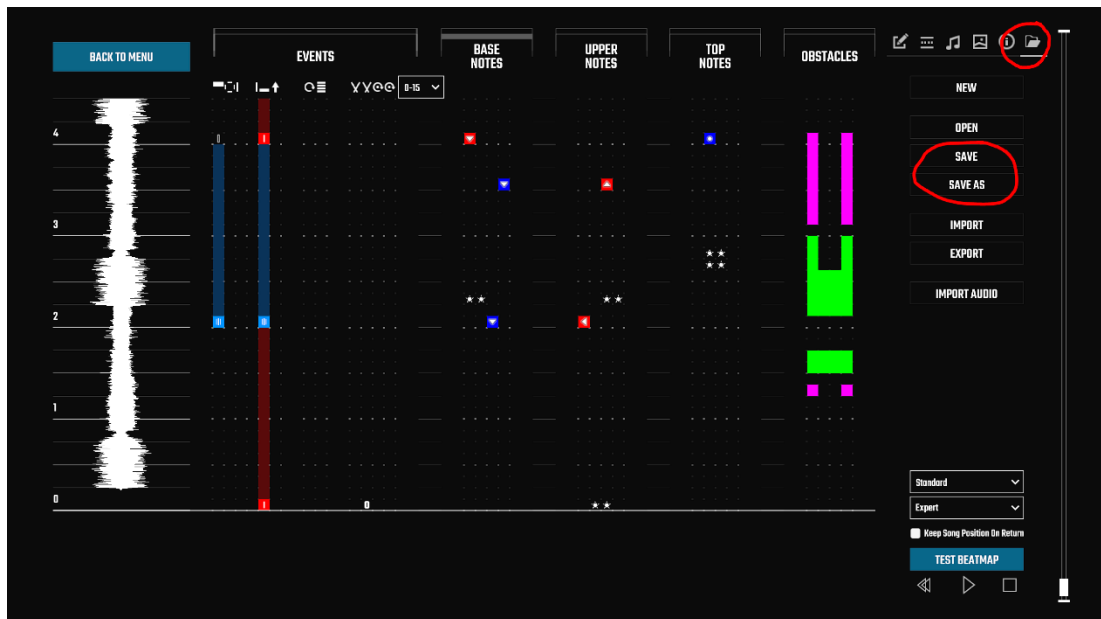 BACK TO MENU
EVENTS
BASE
NOTES
UPPER
NOTES
TOP
NOTES
OBSTACLES
0-15
NEW
OPEN
SAVE
SAVE AS
IMPORT
EXPORT
IMPORT AUDIO
4
3
2
1
0
0
Standard
Expert
Keep Song Position On Return
TEST BEATMAP